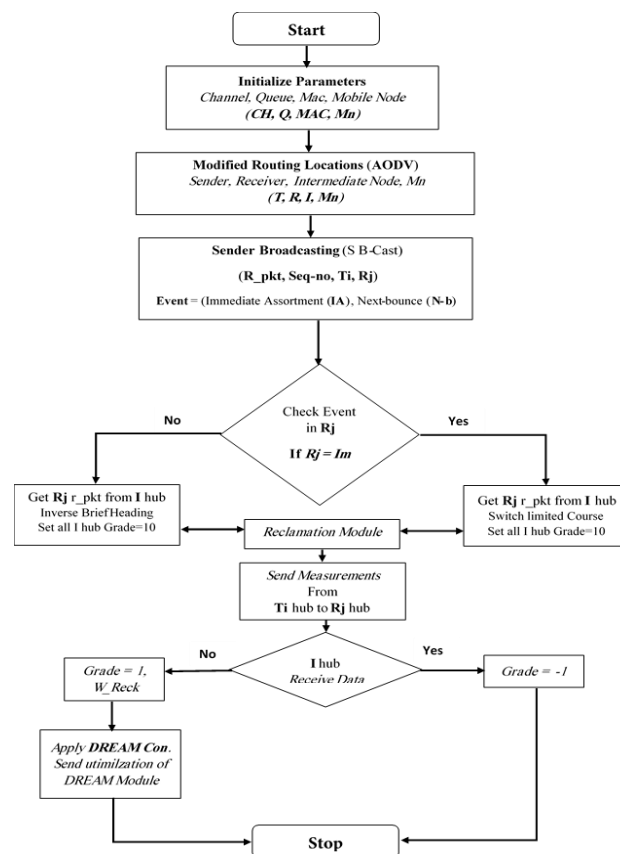 Start
Initialize Parameters
Channel, Queue, Mac, Mobile Node
(CH, Q, MAC, Mn)
Modified Routing Locations (AODV)
Sender, Receiver, Intermediate Node, Mn
(T, R, I, Mn)
Sender Broadcasting (S B-Cast)
(R_pkt, Seq-no, Ti, Rj)
Event = (Immediate Assortment (IA), Next-bounce (N-b)
No
Check Event
in Rj
If Rj = Im
Yes
Get Rj r_pkt from I hub
Inverse Brief Heading
Set all I hub Grade=10
Reclamation Module
Get Rj r_pkt from I hub
Switch limited Course
Set all I hub Grade=10
Send Measurements
From
Ti hub to Rj hub
No
I hub
Receive Data
Yes
Grade = 1,
W_Reck
Grade = -1
Apply DREAM Con.
Send utimilzation of
DREAM Module
Stop